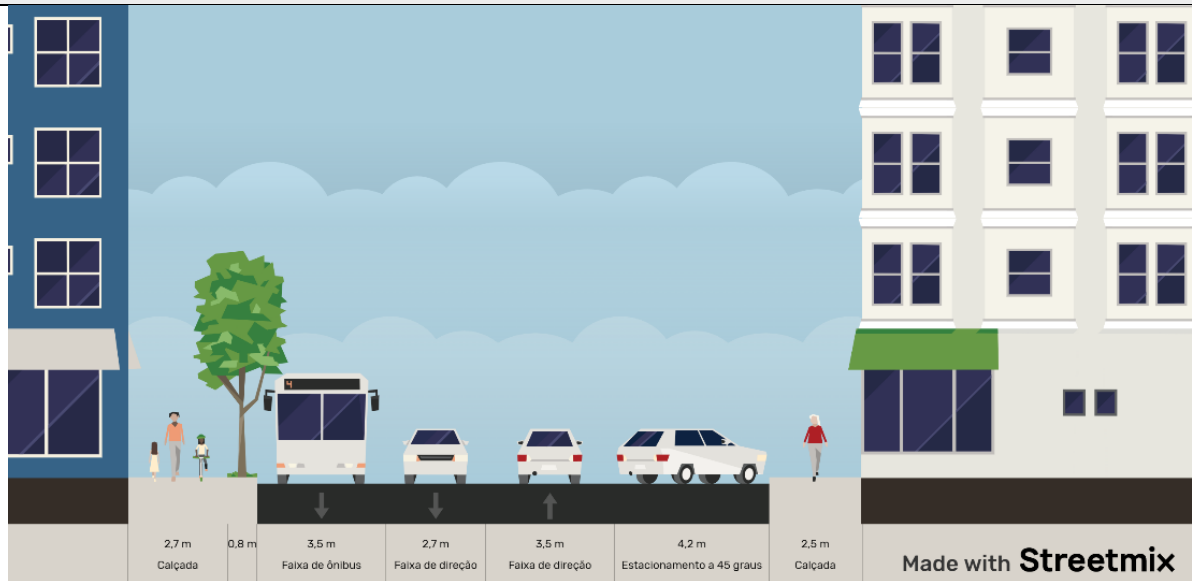 4
2,7 m
Calçada
0,8 m
3,5 m
Faixa de ônibus
2,7 m
Faixa de direção
3,5 m
Faixa de direção
4,2 m
Estacionamento a 45 graus
2,5 m
Calçada
Made with Streetmix